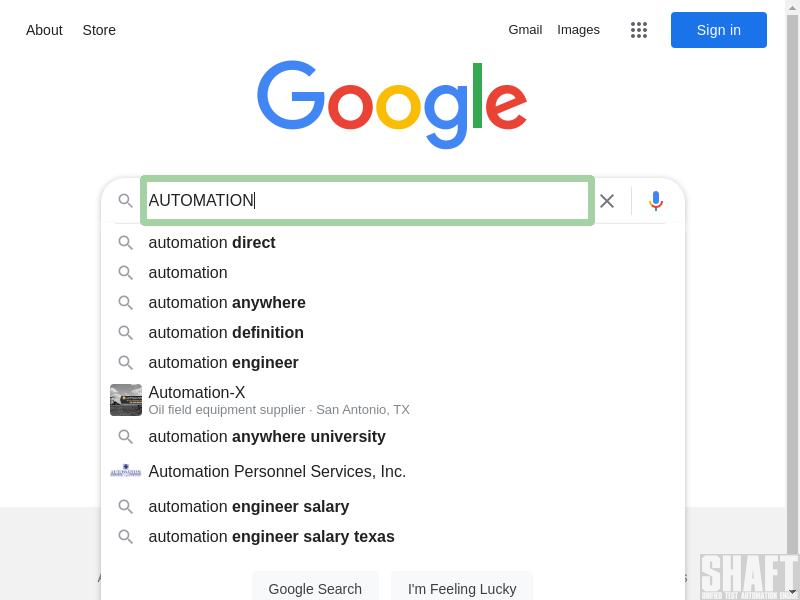 About Store Gmail Images Sign in
Google
AUTOMATION
automation direct
automation
automation anywhere
automation definition
automation engineer
Automation-X
Oil field equipment supplier · San Antonio, TX
automation anywhere university
Automation Personnel Services, Inc.
automation engineer salary
automation engineer salary texas
Google Search I'm Feeling Lucky
SHAFT